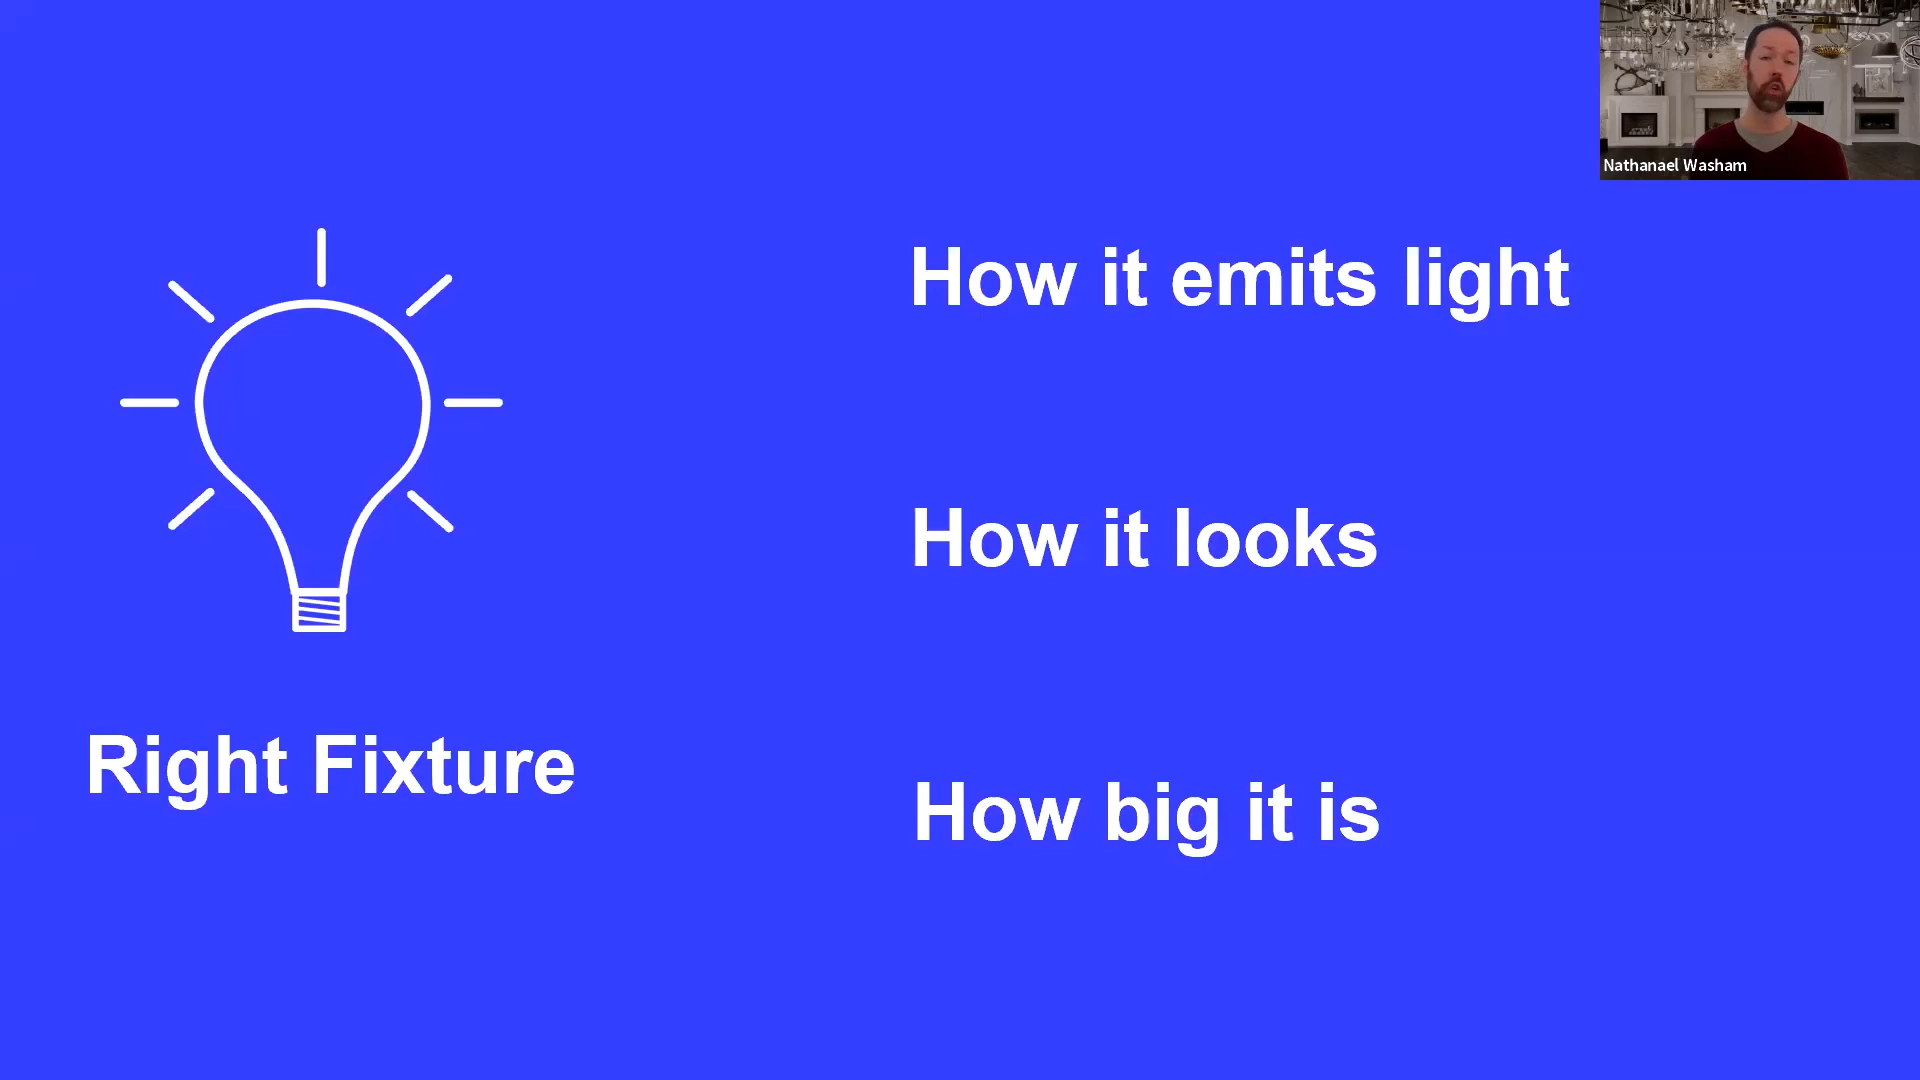 Nathanael Washam
How it emits light
How it looks
Right Fixture
How big it is